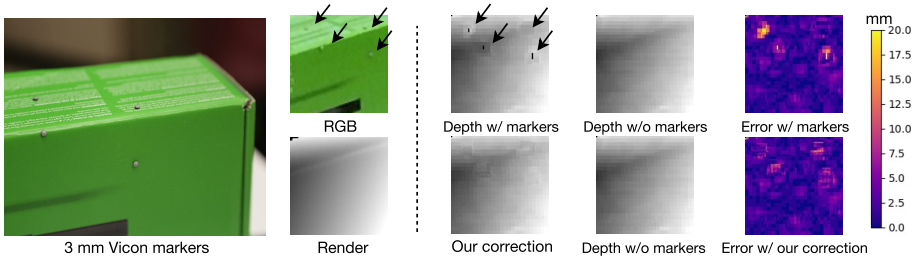 mm
RGB
Depth w/ markers
Depth w/o markers
Error w/ markers
20.0
17.5
15.0
12.5
10.0
7.5
5.0
2.5
0.0
3 mm Vicon markers
Render
Our correction
Depth w/o markers
Error w/ our correction